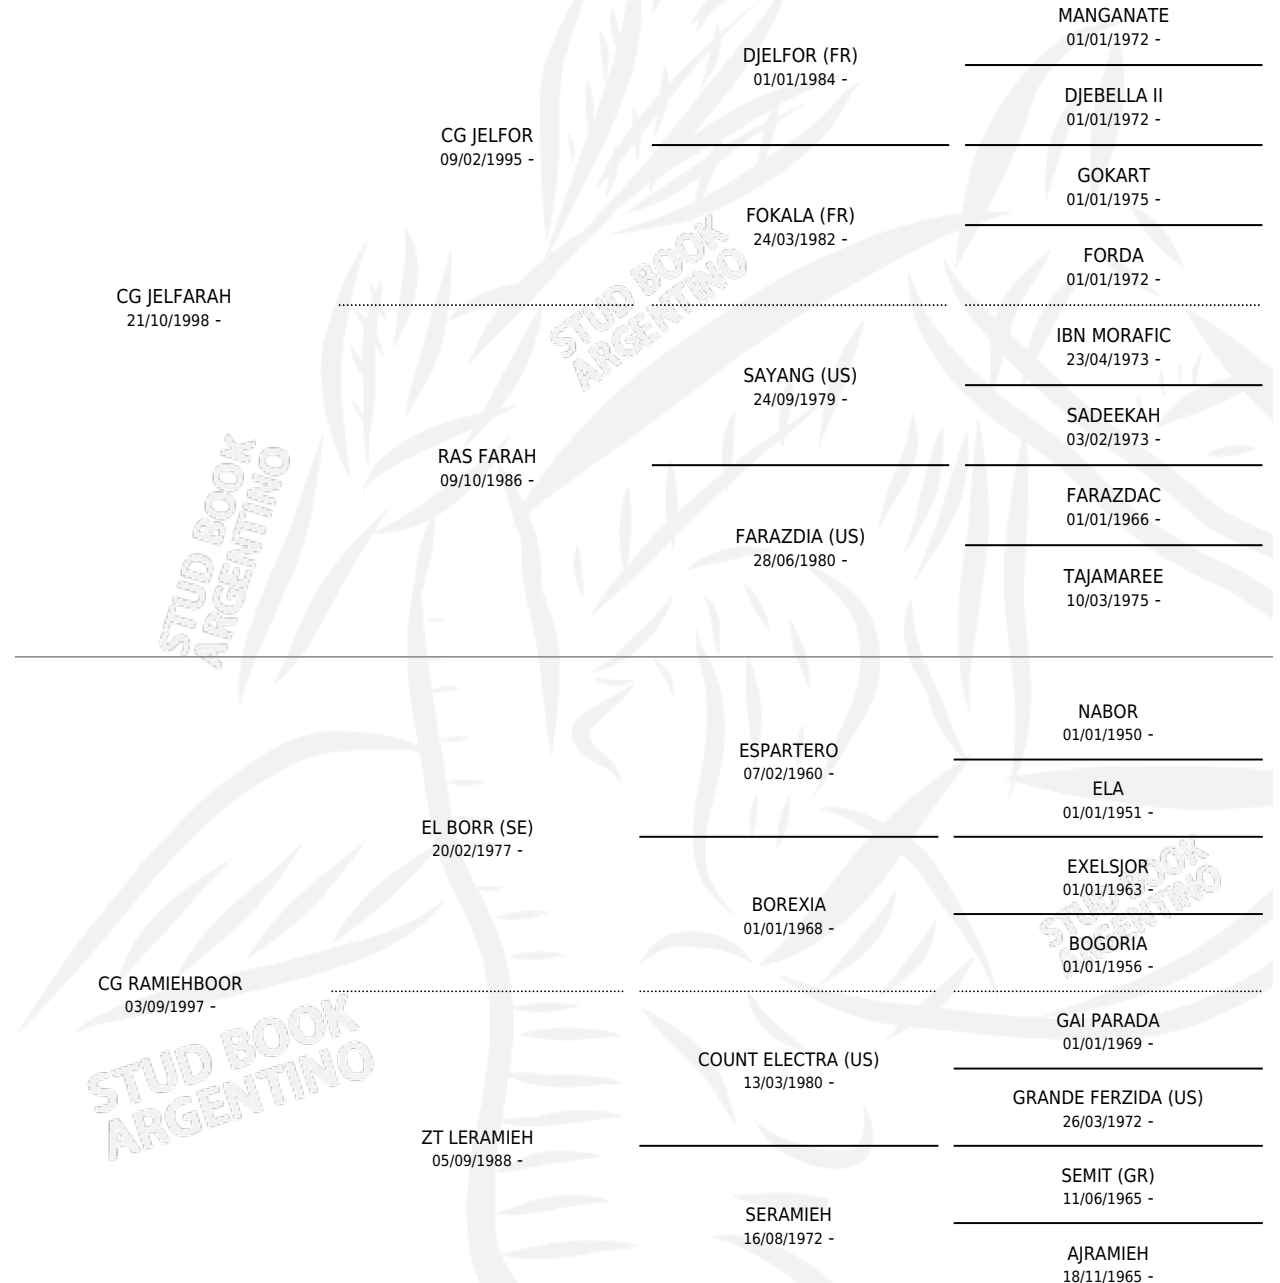 MANGANATE
01/01/1972 -
DJELFOR (FR)
01/01/1984 -
DJEBELLA II
01/01/1972 -
CG JELFOR
09/02/1995 -
GOKART
01/01/1975 -
FOKALA (FR)
24/03/1982 -
FORDA
01/01/1972 -
CG JELFARAH
21/10/1998 -
STUD BOOK
ARGENTINO
IBN MORAFIC
23/04/1973 -
SAYANG (US)
24/09/1979 -
SADEEKAH
03/02/1973 -
RAS FARAH
09/10/1986 -
FARAZDAC
01/01/1966 -
FARAZDIA (US)
28/06/1980 -
TAJAMAREE
10/03/1975 -
STUD BOOK
ARGENTINO
NABOR
01/01/1950 -
ESPARTERO
07/02/1960 -
ELA
01/01/1951 -
EL BORR (SE)
20/02/1977 -
EXELSJOR
01/01/1963 -
BOREXIA
01/01/1968 -
BOGORIA
01/01/1956 -
STUD BOOK
ARGENTINO
CG RAMIEHBOOR
03/09/1997 -
GAI PARADA
01/01/1969 -
COUNT ELECTRA (US)
13/03/1980 -
GRANDE FERZIDA (US)
26/03/1972 -
STUD BOOK
ARGENTINO
ZT LERAMIEH
05/09/1988 -
SEMIT (GR)
11/06/1965 -
SERAMIEH
16/08/1972 -
AJRAMIEH
18/11/1965 -